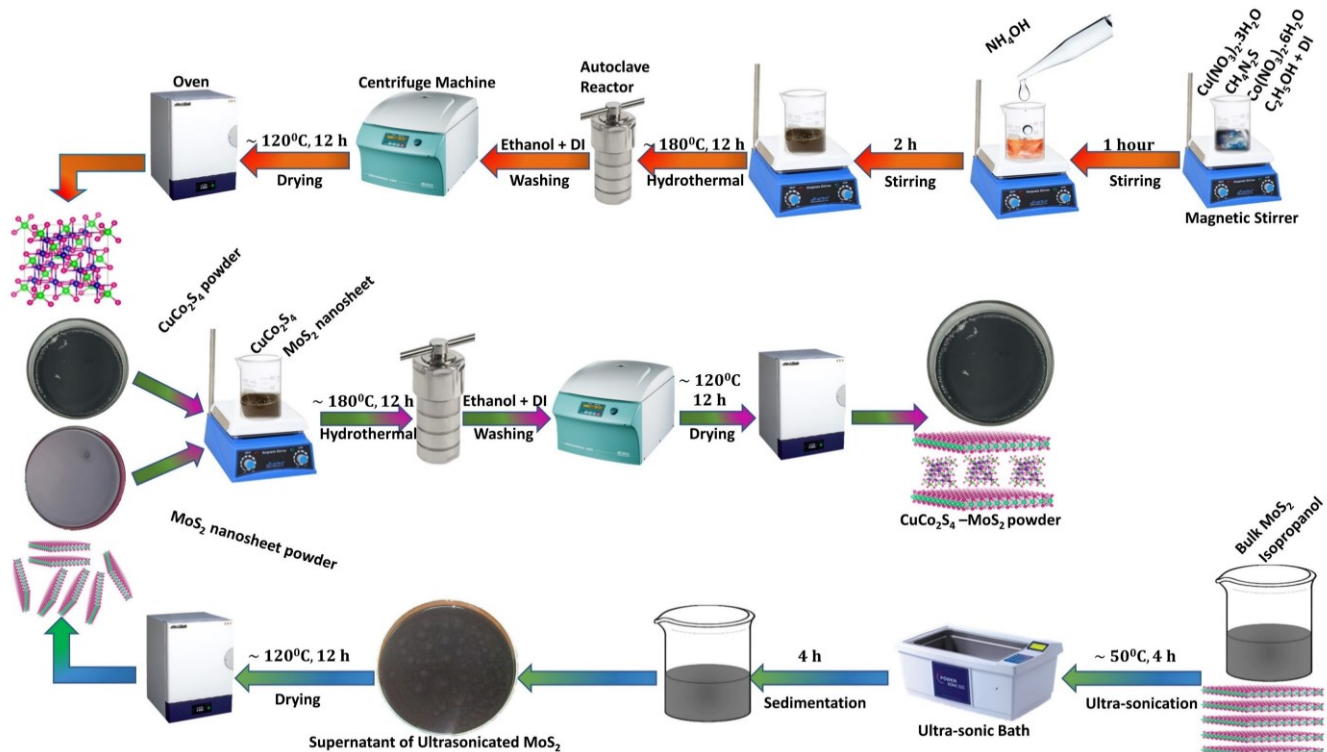 NH₄OH
Cu(NO₃)₂·3H₂O
CH₄N₂S
Co(NO₃)₂·6H₂O
C₂H₅OH + DI
Oven
Centrifuge Machine
Autoclave
Reactor
~ 120⁰C, 12 h
Drying
Ethanol + DI
Washing
~ 180⁰C, 12 h
Hydrothermal
2 h
Stirring
1 hour
Stirring
Magnetic Stirrer
CuCo₂S₄ powder
CuCo₂S₄
MoS₂ nanosheet
~ 180⁰C, 12 h
Hydrothermal
Ethanol + DI
Washing
~ 120⁰C
12 h
Drying
CuCo₂S₄ –MoS₂ powder
MoS₂ nanosheet powder
Bulk MoS₂
Isopropanol
~ 120⁰C, 12 h
Drying
4 h
Sedimentation
~ 50⁰C, 4 h
Ultra-sonication
POWER
Ultra-sonic Bath
Supernatant of Ultrasonicated MoS₂